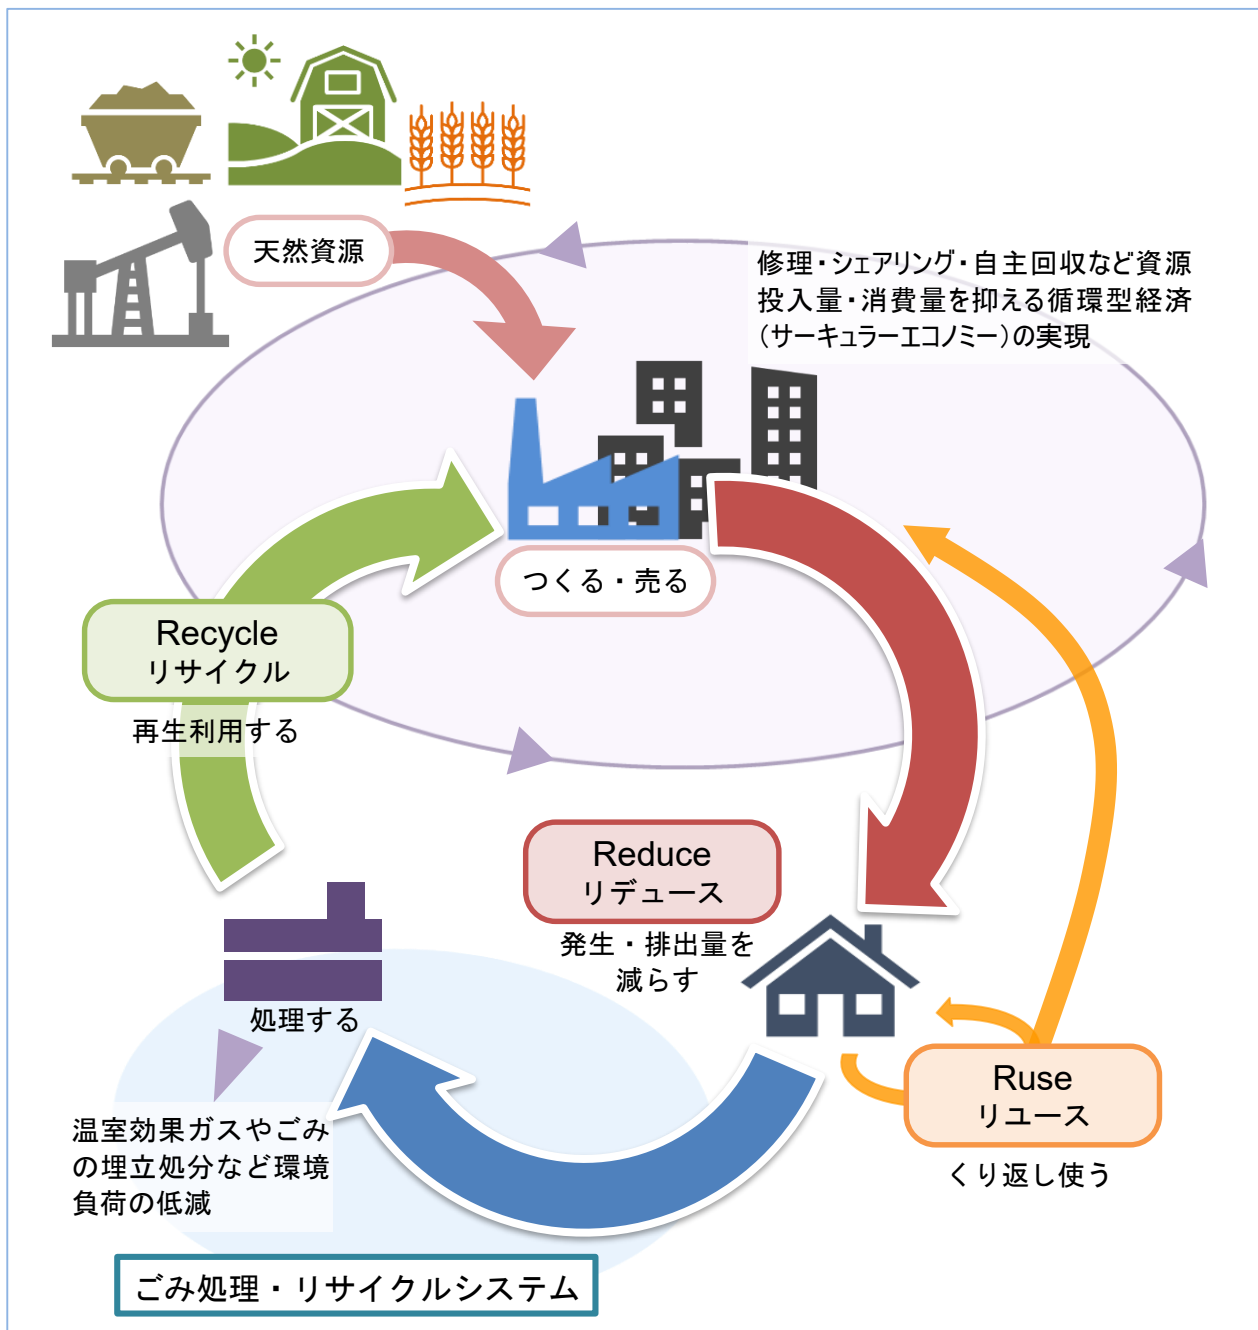 天然資源
修理・シェアリング・自主回収など資源
投入量・消費量を抑える循環型経済
（サーキュラーエコノミー）の実現
つくる・売る
Recycle
リサイクル
再生利用する
Reduce
リデュース
発生・排出量を
減らす
処理する
Ruse
リユース
くり返し使う
温室効果ガスやごみ
の埋立処分など環境
負荷の低減
ごみ処理・リサイクルシステム